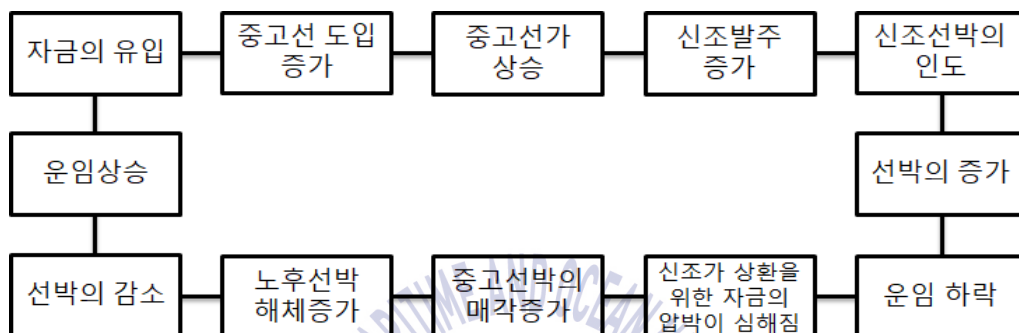 자금의 유입
중고선 도입
증가
중고선가
상승
신조발주
증가
신조선박의
인도
운임상승
선박의 증가
선박의 감소
노후선박
해체증가
중고선박의
매각증가
신조가 상환을
위한 자금의
압박이 심해짐
운임 하락
TIME AND OCEAN